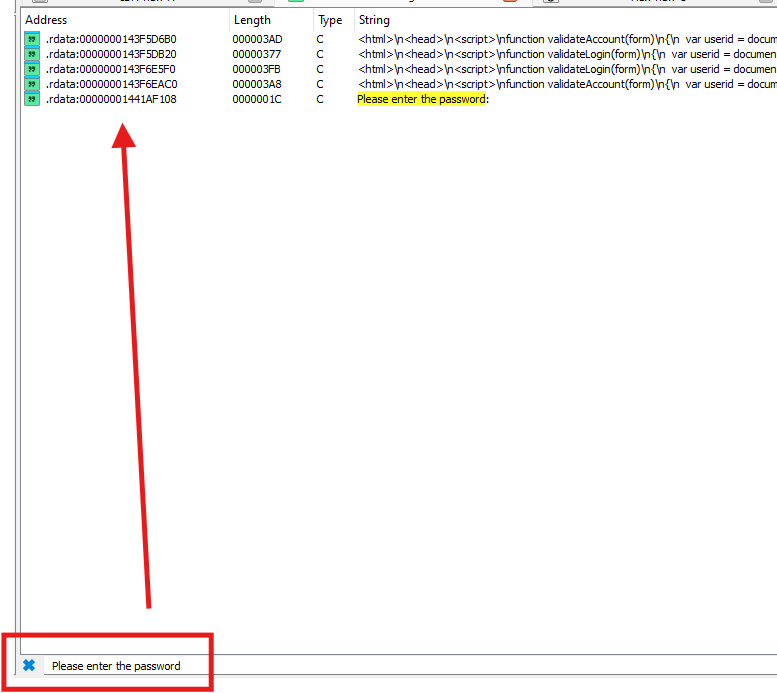 Address Length Type String
.rdata:0000000143F5D6B0 000003AD C <html>\n<head>\n<script>\nfunction validateAccount(form)\n{\n  var userid = docum
.rdata:0000000143F5DB20 00000377 C <html>\n<head>\n<script>\nfunction validateLogin(form)\n{\n  var userid = documen
.rdata:0000000143F6E5F0 000003FB C <html>\n<head>\n<script>\nfunction validateLogin(form)\n{\n  var userid = documen
.rdata:0000000143F6EAC0 000003A8 C <html>\n<head>\n<script>\nfunction validateAccount(form)\n{\n  var userid = docum
.rdata:00000001441AF108 0000001C C Please enter the password:
Please enter the password